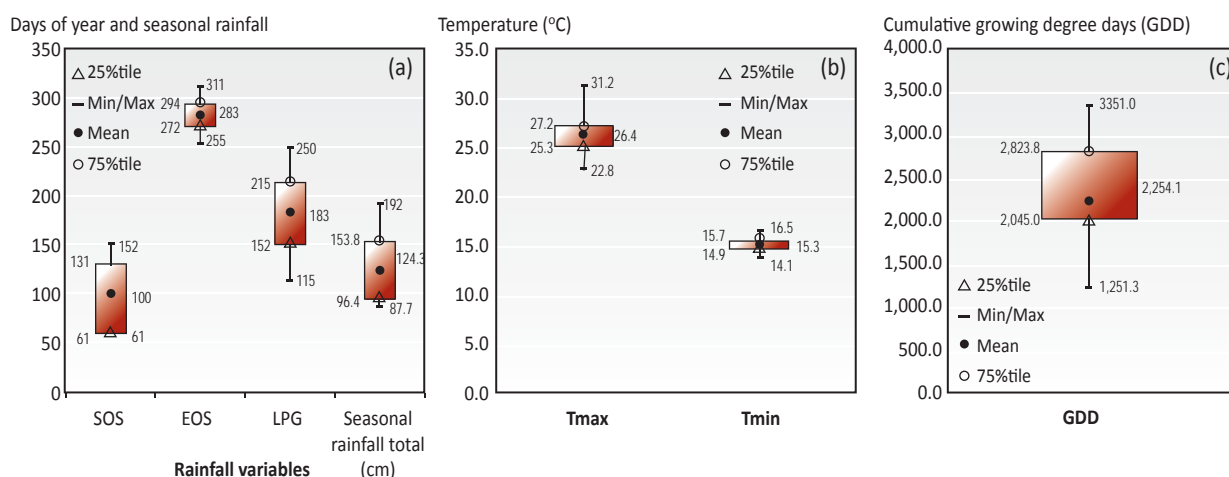 Days of year and seasonal rainfall
350
300
250
200
150
100
50
0
(a)
25%tile
Min/Max
Mean
75%tile
152
131
100
61
61
311
294
283
272
255
250
215
183
152
115
192
153.8
124.3
96.4
87.7
SOS
EOS
LPG
Seasonal
rainfall total
(cm)
Rainfall variables
Temperature (°C)
35.0
30.0
25.0
20.0
15.0
10.0
5.0
0.0
(b)
25%tile
Min/Max
Mean
75%tile
31.2
27.2
26.4
25.3
22.8
16.5
15.7
15.3
14.9
14.1
Tmax
Tmin
Cumulative growing degree days (GDD)
4,000.0
3,500.0
3,000.0
2,500.0
2,000.0
1,500.0
1,000.0
500.0
0.0
(c)
3351.0
2,823.8
2,254.1
2,045.0
1,251.3
25%tile
Min/Max
Mean
75%tile
GDD